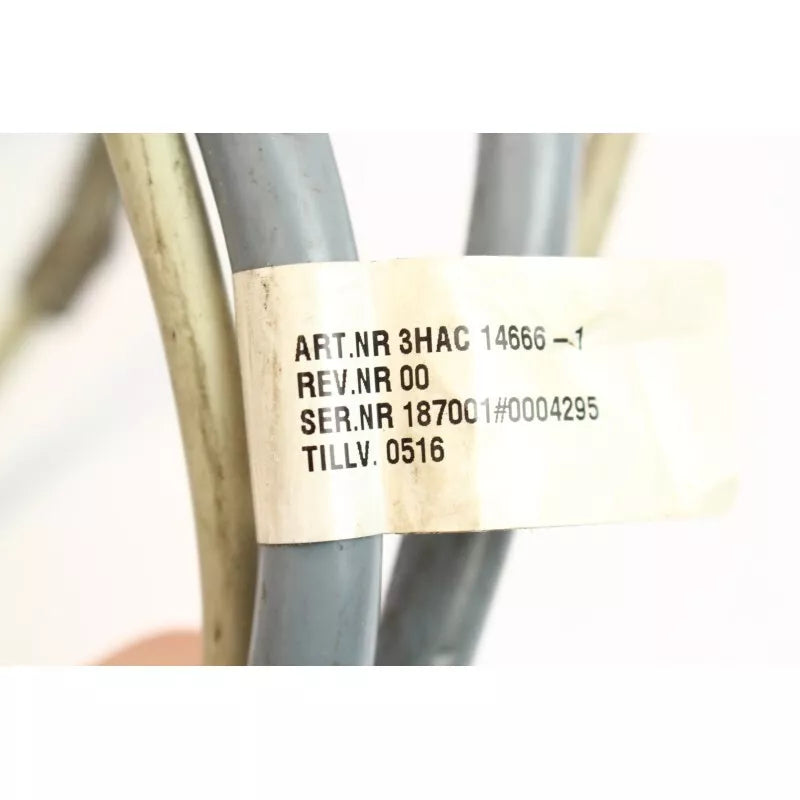 ART.NR 3HAC 14666-1
REV.NR 00
SER.NR 187001#0004295
TILLV. 0516